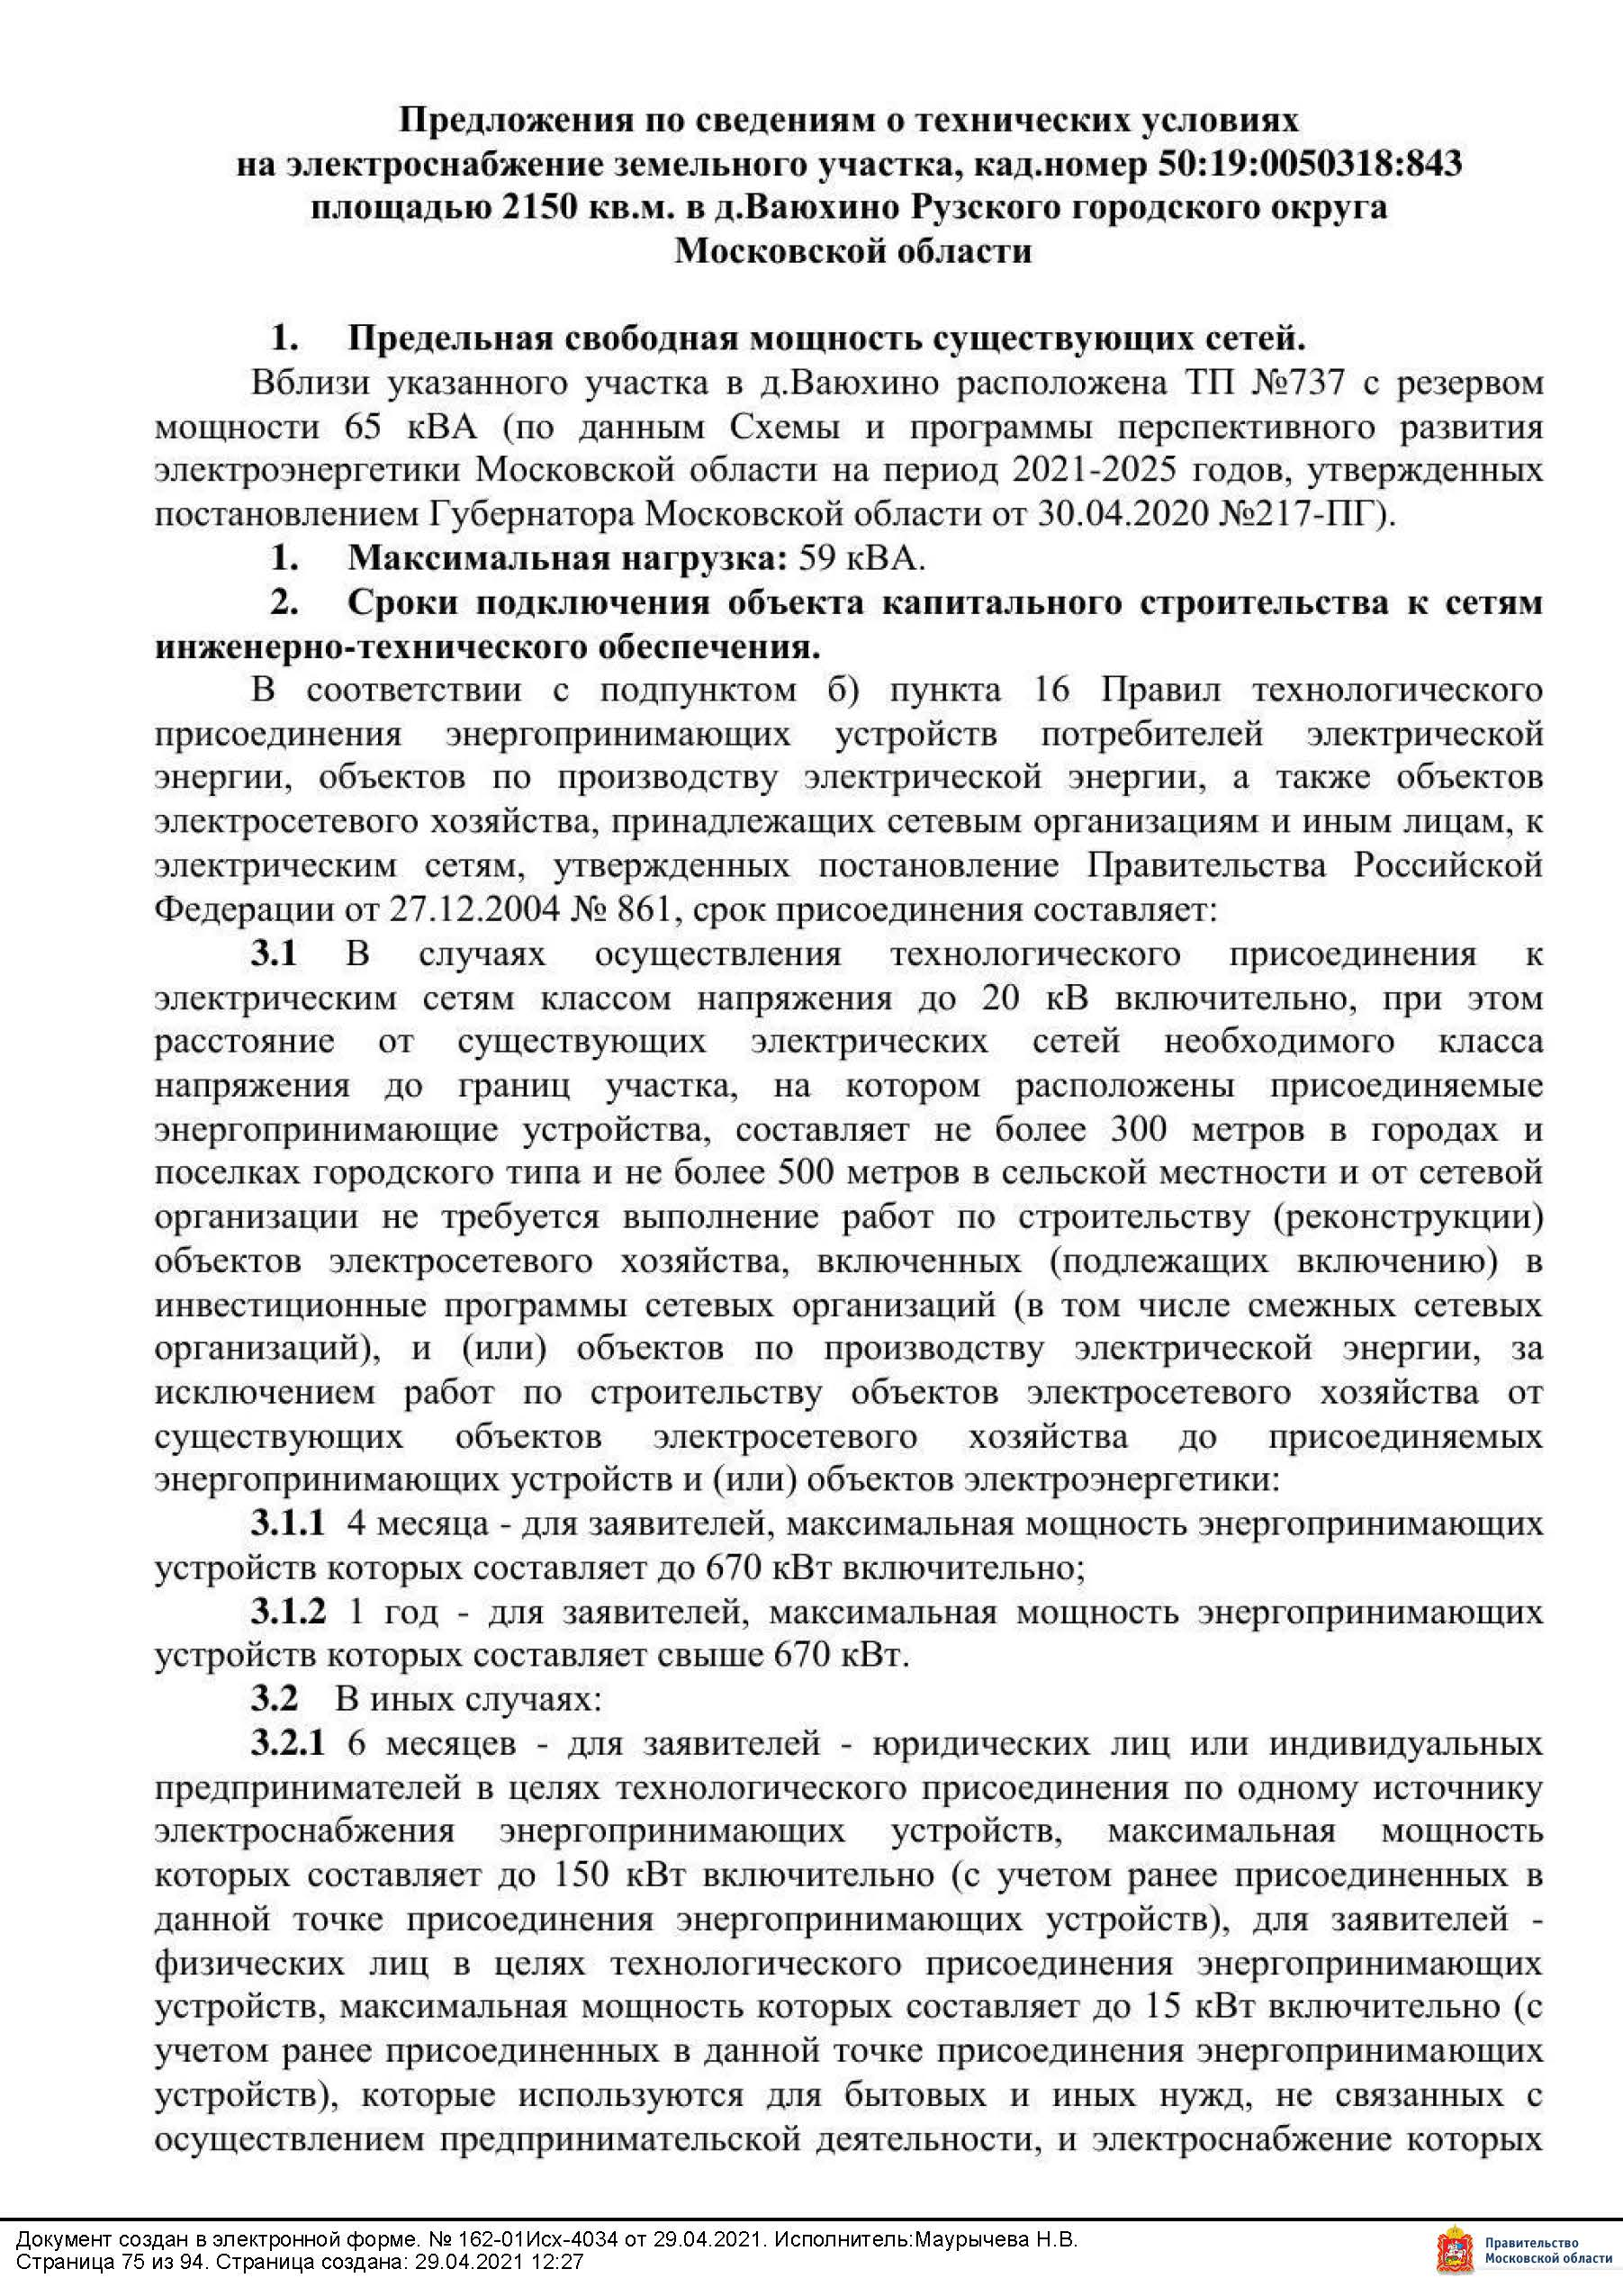 Предложения по сведениям о технических условиях
на электроснабжение земельного участка, кад.номер 50:19:0050318:843
площадью 2150 кв.м. в д.Ваюхино Рузского городского округа
Московской области
1. Предельная свободная мощность существующих сетей.
Вблизи указанного участка в д.Ваюхино расположена ТП №737 с резервом
мощности 65 кВА (по данным Схемы и программы перспективного развития
электроэнергетики Московской области на период 2021-2025 годов, утвержденных
постановлением Губернатора Московской области от 30.04.2020 №217-ПГ).
1. Максимальная нагрузка: 59 кВА.
2. Сроки подключения объекта капитального строительства к сетям
инженерно-технического обеспечения.
В соответствии с подпунктом б) пункта 16 Правил технологического
присоединения энергопринимающих устройств потребителей электрической
энергии, объектов по производству электрической энергии, а также объектов
электросетевого хозяйства, принадлежащих сетевым организациям и иным лицам, к
электрическим сетям, утвержденных постановление Правительства Российской
Федерации от 27.12.2004 № 861, срок присоединения составляет:
3.1 В случаях осуществления технологического присоединения к
электрическим сетям классом напряжения до 20 кВ включительно, при этом
расстояние от существующих электрических сетей необходимого класса
напряжения до границ участка, на котором расположены присоединяемые
энергопринимающие устройства, составляет не более 300 метров в городах и
поселках городского типа и не более 500 метров в сельской местности и от сетевой
организации не требуется выполнение работ по строительству (реконструкции)
объектов электросетевого хозяйства, включенных (подлежащих включению) в
инвестиционные программы сетевых организаций (в том числе смежных сетевых
организаций), и (или) объектов по производству электрической энергии, за
исключением работ по строительству объектов электросетевого хозяйства от
существующих объектов электросетевого хозяйства до присоединяемых
энергопринимающих устройств и (или) объектов электроэнергетики:
3.1.1 4 месяца - для заявителей, максимальная мощность энергопринимающих
устройств которых составляет до 670 кВт включительно;
3.1.2 1 год - для заявителей, максимальная мощность энергопринимающих
устройств которых составляет свыше 670 кВт.
3.2 В иных случаях:
3.2.1 6 месяцев - для заявителей - юридических лиц или индивидуальных
предпринимателей в целях технологического присоединения по одному источнику
электроснабжения энергопринимающих устройств, максимальная мощность
которых составляет до 150 кВт включительно (с учетом ранее присоединенных в
данной точке присоединения энергопринимающих устройств), для заявителей -
физических лиц в целях технологического присоединения энергопринимающих
устройств, максимальная мощность которых составляет до 15 кВт включительно (с
учетом ранее присоединенных в данной точке присоединения энергопринимающих
устройств), которые используются для бытовых и иных нужд, не связанных с
осуществлением предпринимательской деятельности, и электроснабжение которых
Документ создан в электронной форме. № 162-01Исх-4034 от 29.04.2021. Исполнитель:Маурычева Н.В.
Страница 75 из 94. Страница создана: 29.04.2021 12:27
Правительство
Московской области